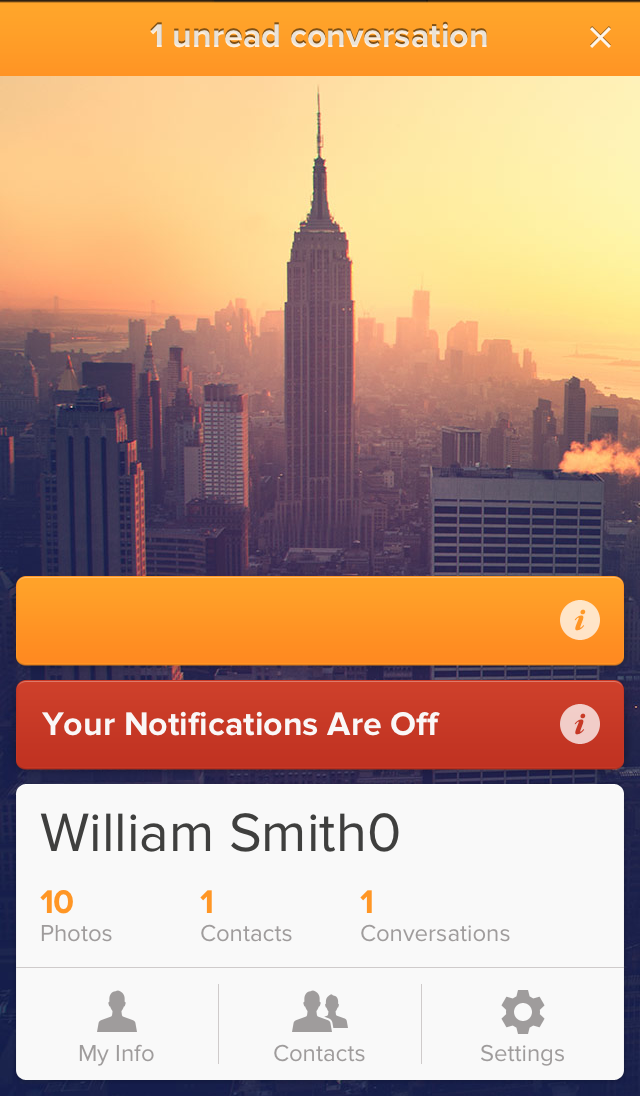 1 unread conversation
Your Notifications Are Off
William Smith0
10 1 1
Photos Contacts Conversations
My Info Contacts Settings